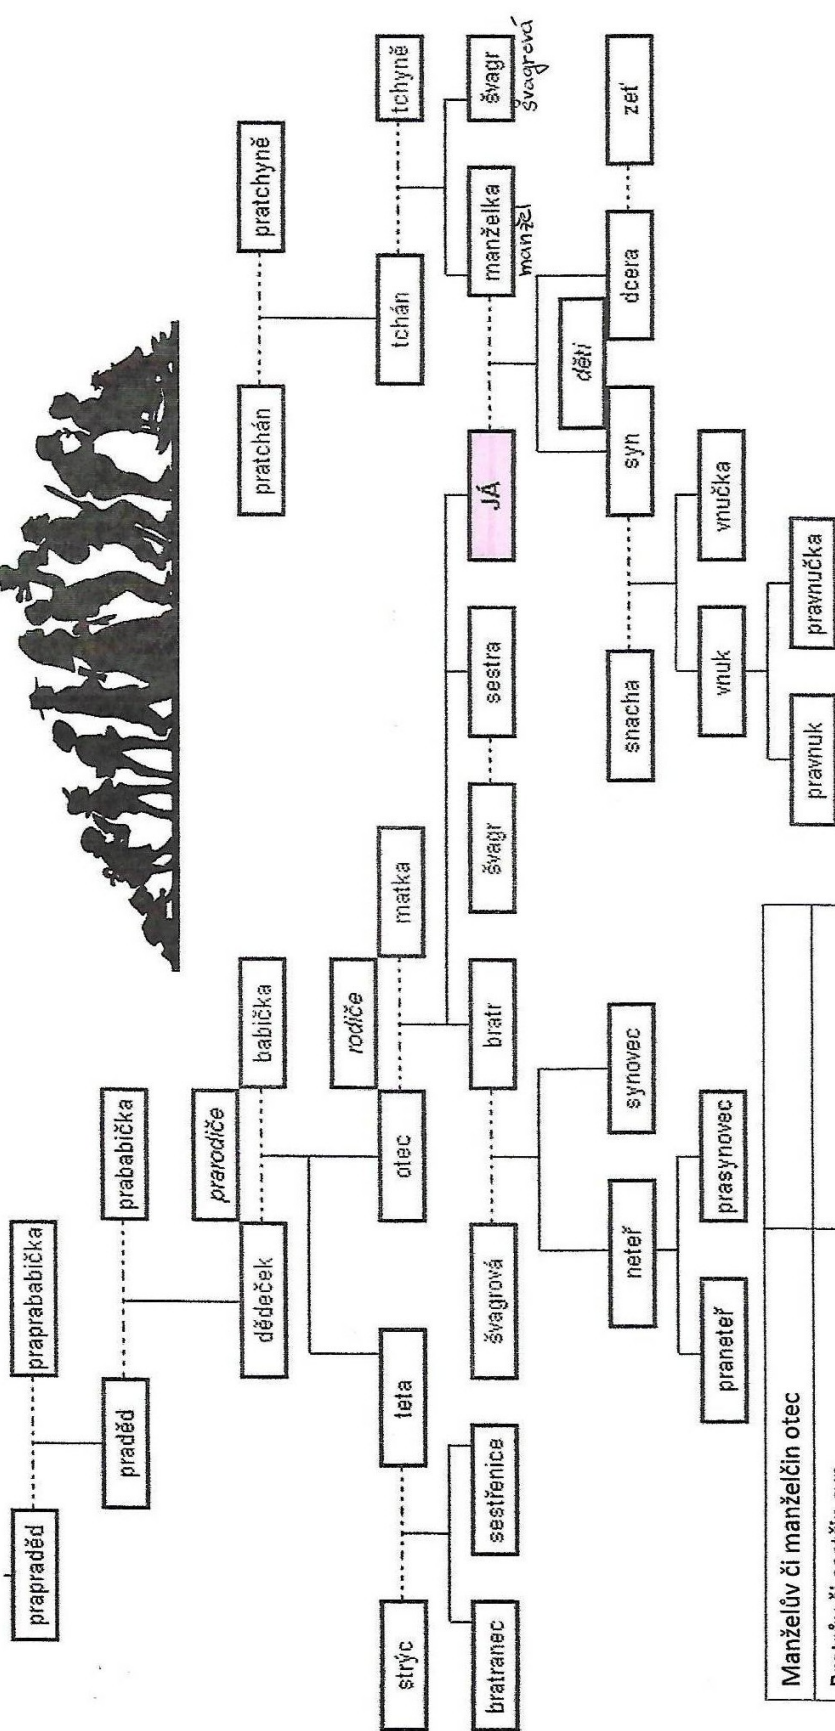 prapraděd
praprababička
praděd
prababička
prarodiče
dědeček
babička
pratchán
pratchyně
rodiče
strýc
teta
otec
matka
tchán
tchyně
bratranec
sestřenice
švagrová
bratr
švagr
sestra
JÁ
manželka
manžel
švagr
švagrová
děti
neteř
synovec
snacha
syn
dcera
zeť
praneteř
prasynovec
vnuk
vnučka
pravnuk
pravnučka
Manželův či manželčin otec